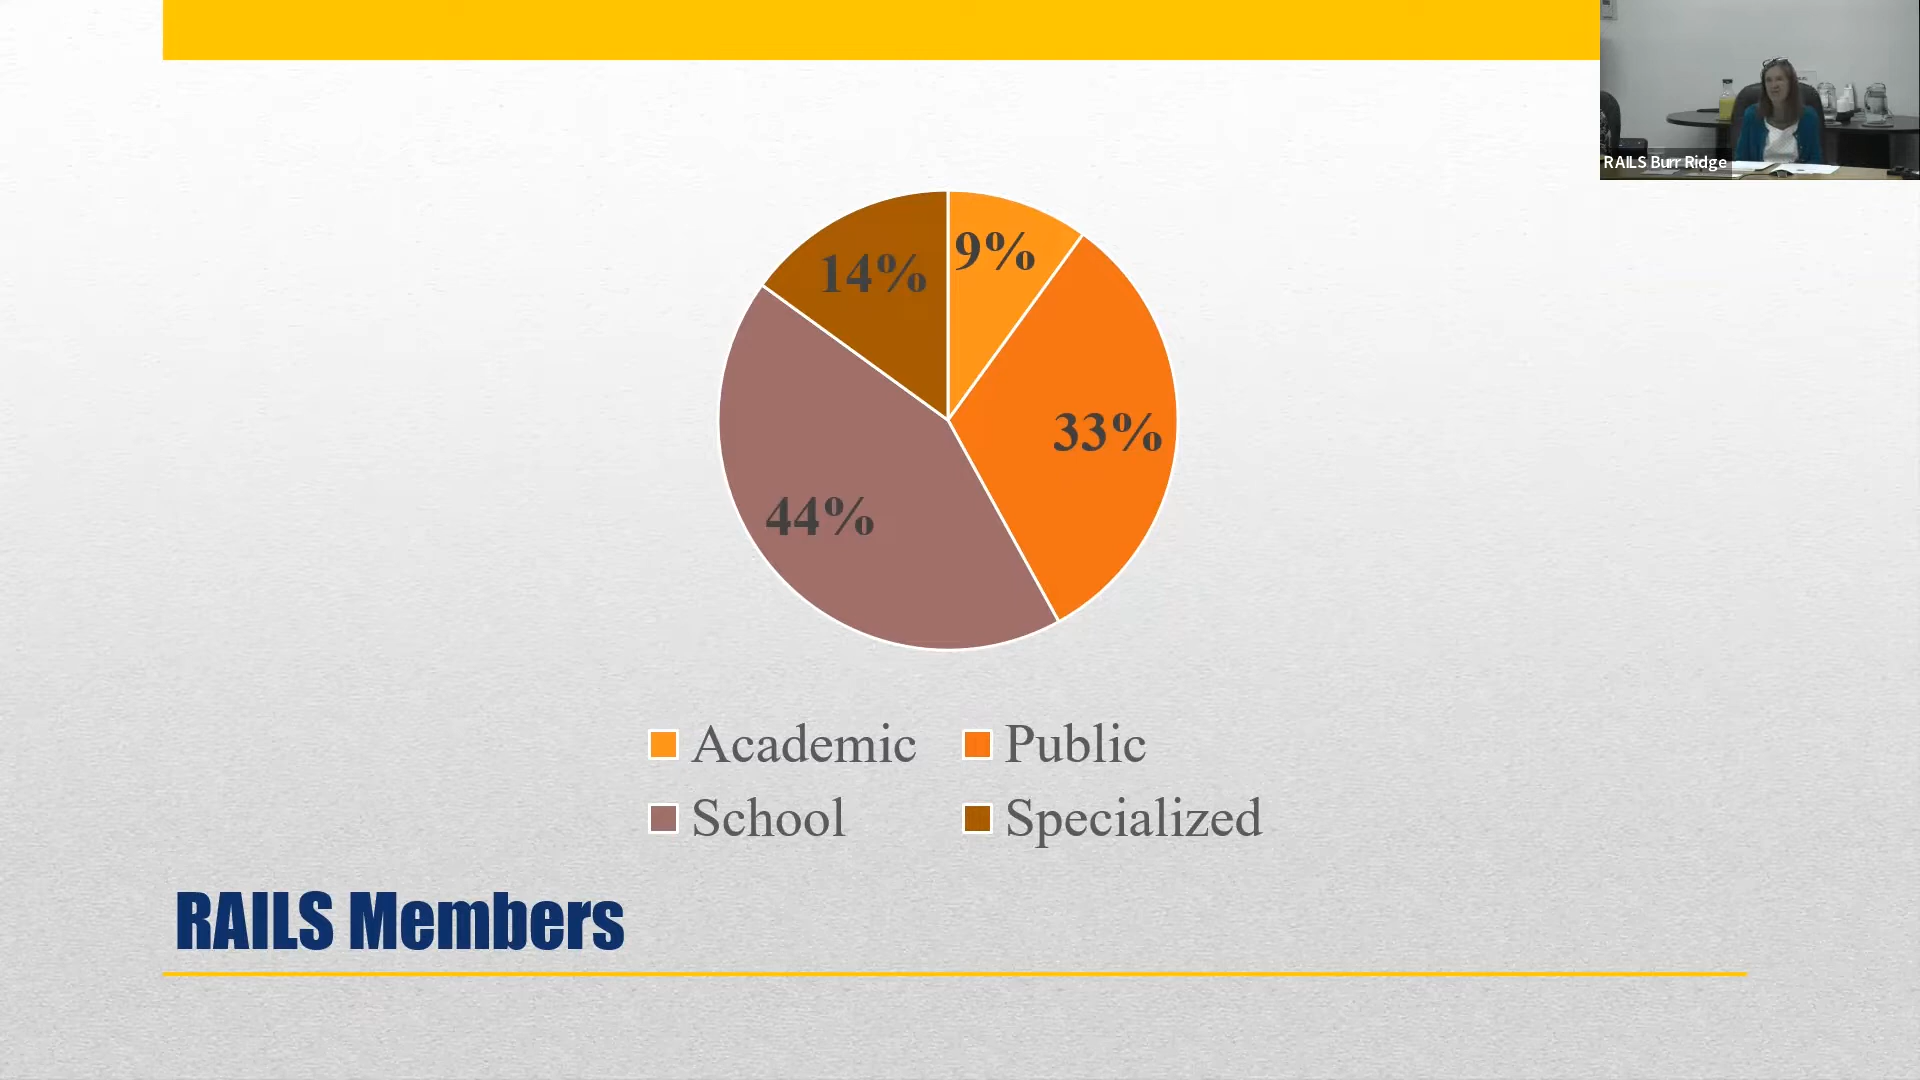 RAILS Burr Ridge
9%
14%
33%
44%
Academic Public
School Specialized
RAILS Members